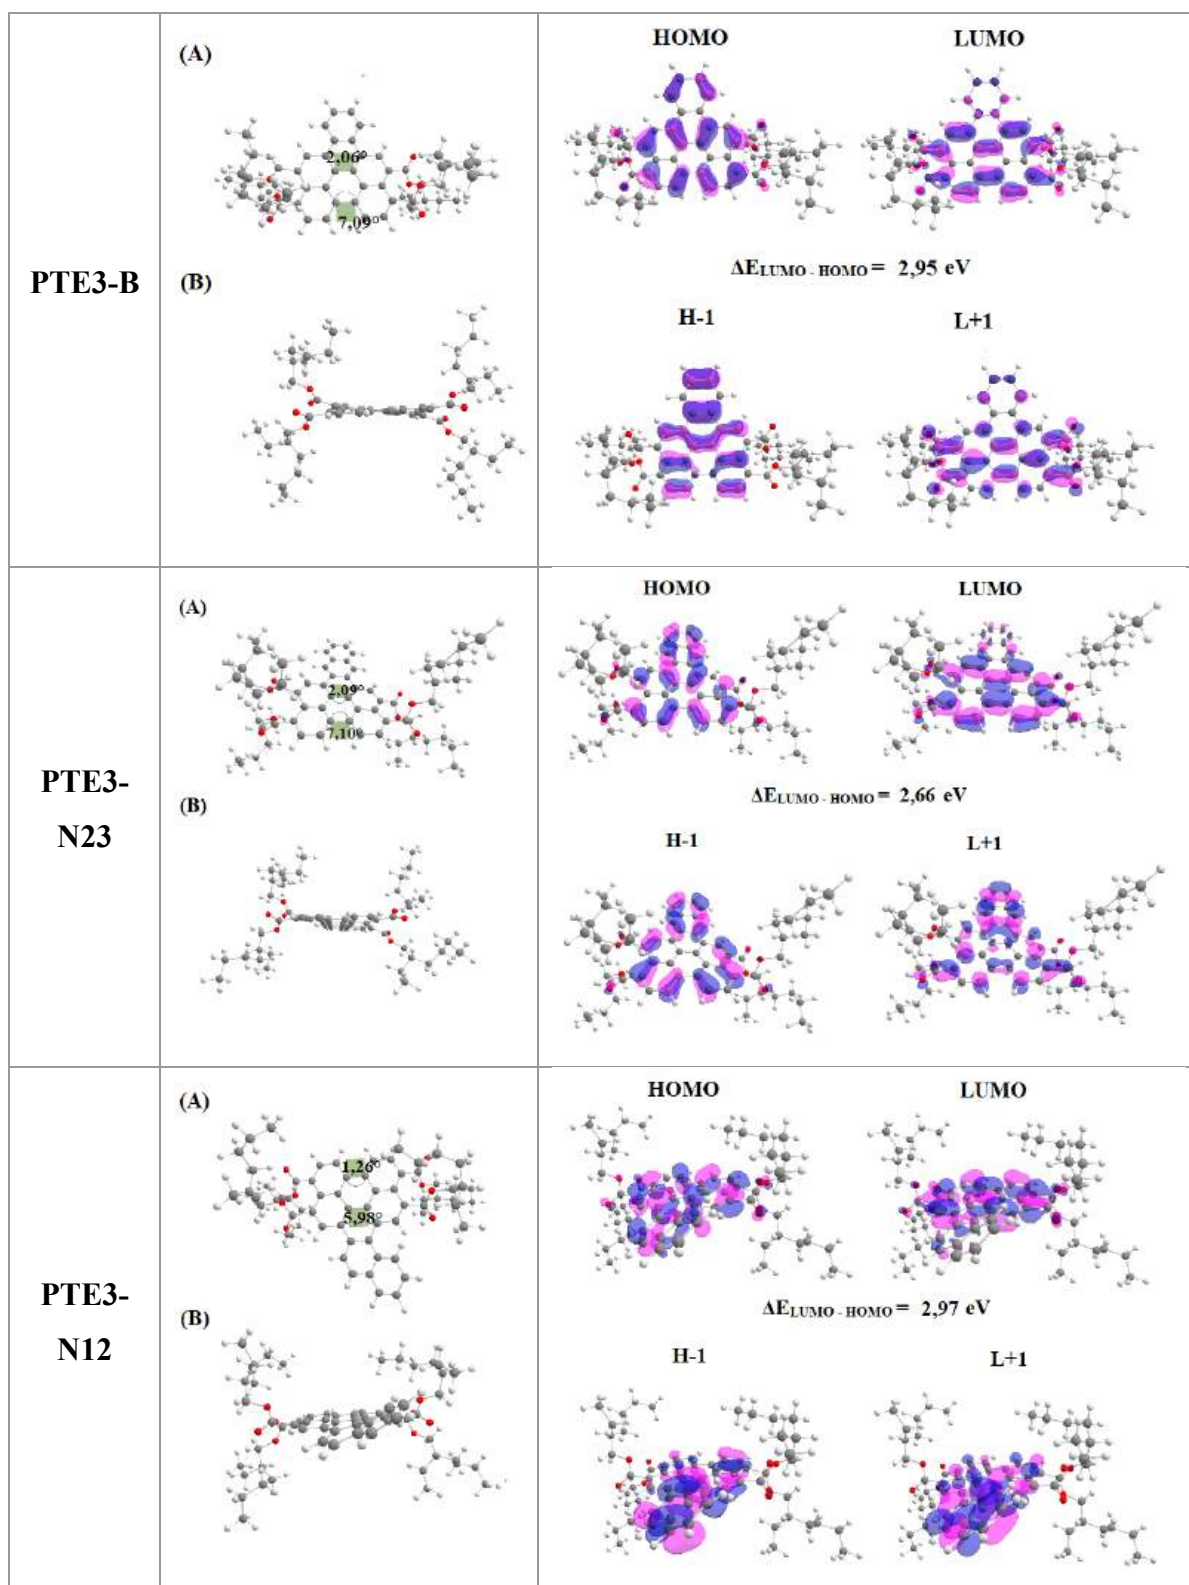 PTE3-B
(A)
2,06°
7,09°
(B)
HOMO LUMO
ΔELUMO - HOMO = 2,95 eV
H-1 L+1
PTE3-
N23
(A)
2,09°
7,10°
(B)
HOMO LUMO
ΔELUMO - HOMO = 2,66 eV
H-1 L+1
PTE3-
N12
(A)
1,26°
5,98°
(B)
HOMO LUMO
ΔELUMO - HOMO = 2,97 eV
H-1 L+1